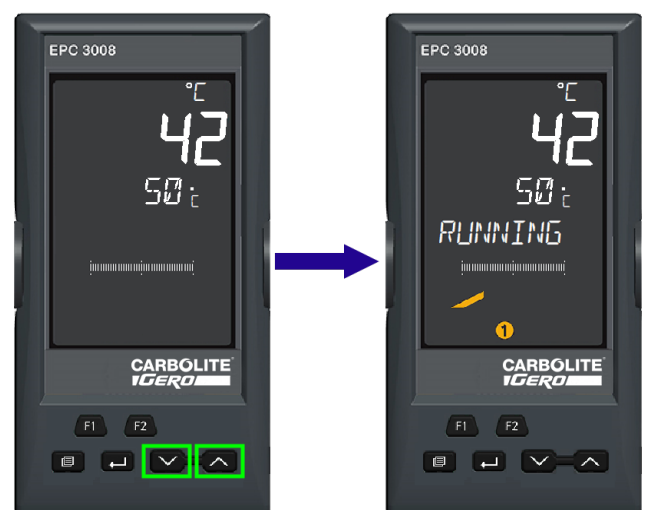 EPC 3008
°C
42
50 °C
CARBOLITE
GERO
F1 F2
EPC 3008
°C
42
50 °C
RUNNING
1
CARBOLITE
GERO
F1 F2